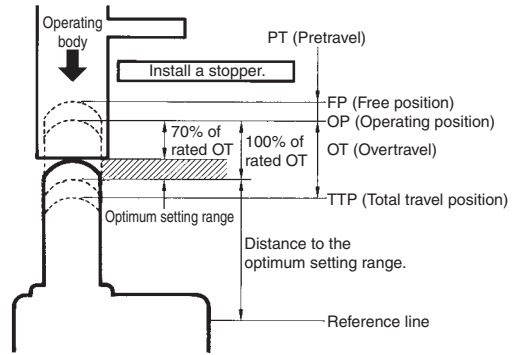 Operating
body
PT (Pretravel)
Install a stopper.
FP (Free position)
OP (Operating position)
70% of
rated OT
100% of
rated OT
OT (Overtravel)
TTP (Total travel position)
Optimum setting range
Distance to the
optimum setting range.
Reference line